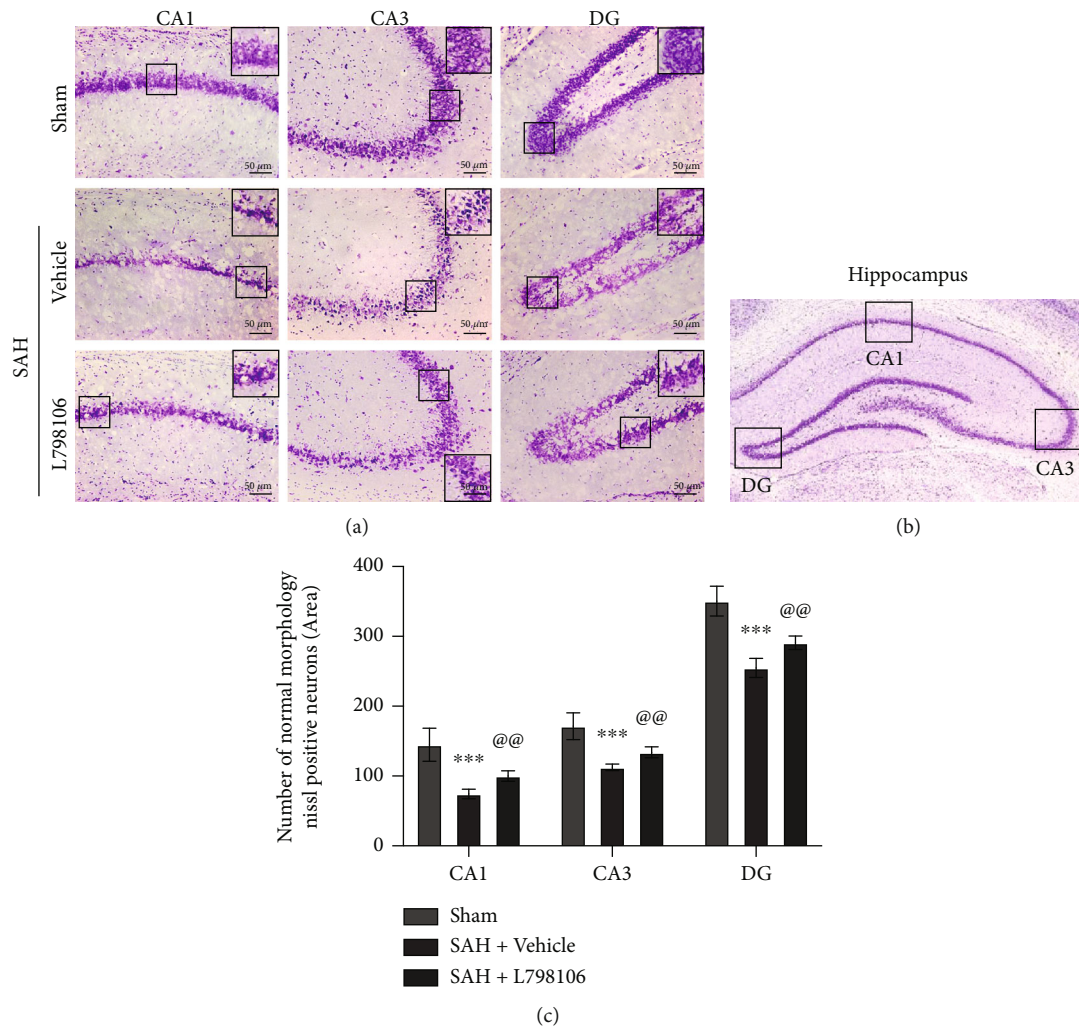 CA1 CA3 DG
Sham
50 μm 50 μm 50 μm
SAH
Vehicle
50 μm 50 μm 50 μm
L798106
50 μm 50 μm 50 μm
(a)
Hippocampus
CA1
CA3
DG
(b)
Number of normal morphology
nissl positive neurons (Area)
400
300
200
100
0
*** @@
*** @@
*** @@
CA1 CA3 DG
Sham
SAH + Vehicle
SAH + L798106
(c)